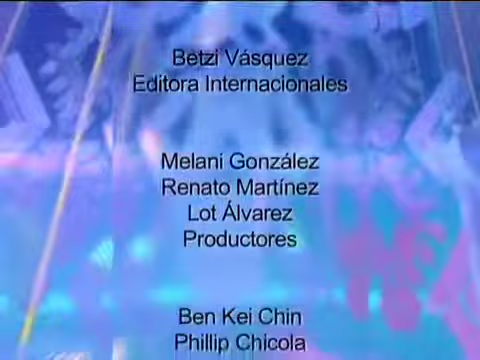 Betzi Vásquez
Editora Internacionales
Melani González
Renato Martínez
Lot Álvarez
Productores
Ben Kei Chin
Phillip Chicola